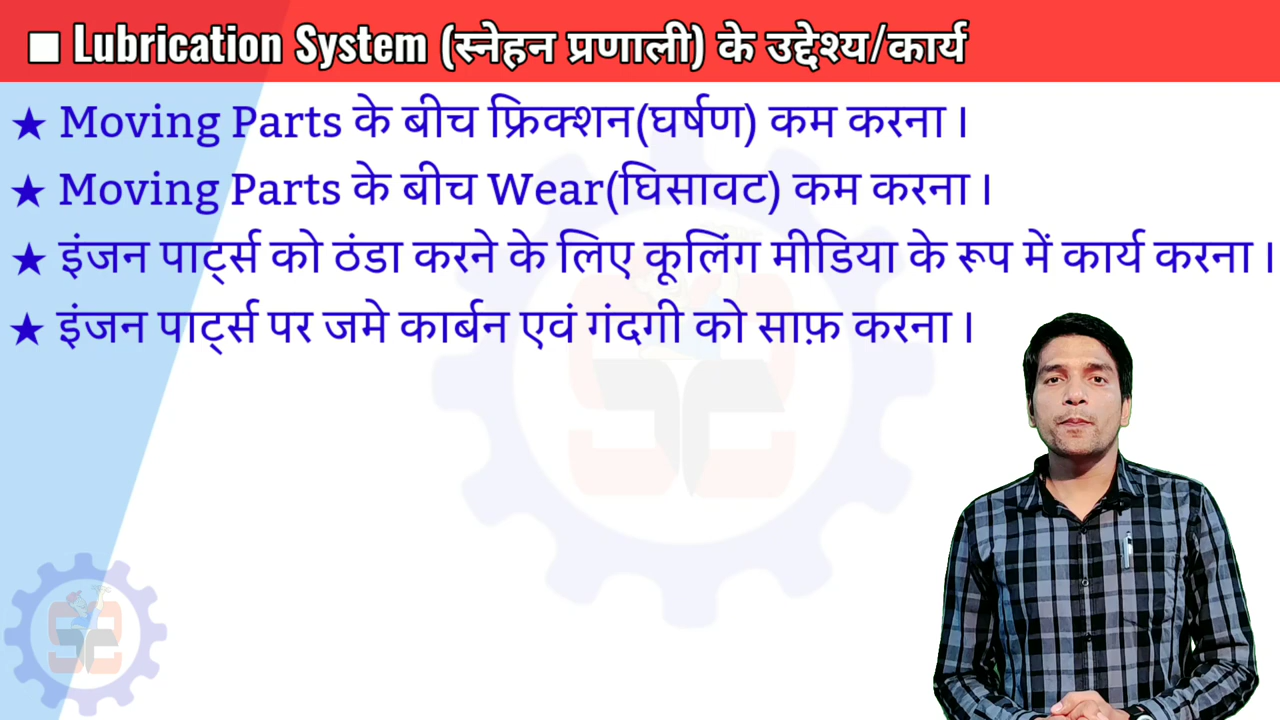 ■ Lubrication System (स्नेहन प्रणाली) के उद्देश्य/कार्य
★ Moving Parts के बीच फ्रिक्शन(घर्षण) कम करना ।
★ Moving Parts के बीच Wear(घिसावट) कम करना ।
★ इंजन पार्ट्स को ठंडा करने के लिए कूलिंग मीडिया के रूप में कार्य करना ।
★ इंजन पार्ट्स पर जमे कार्बन एवं गंदगी को साफ़ करना ।